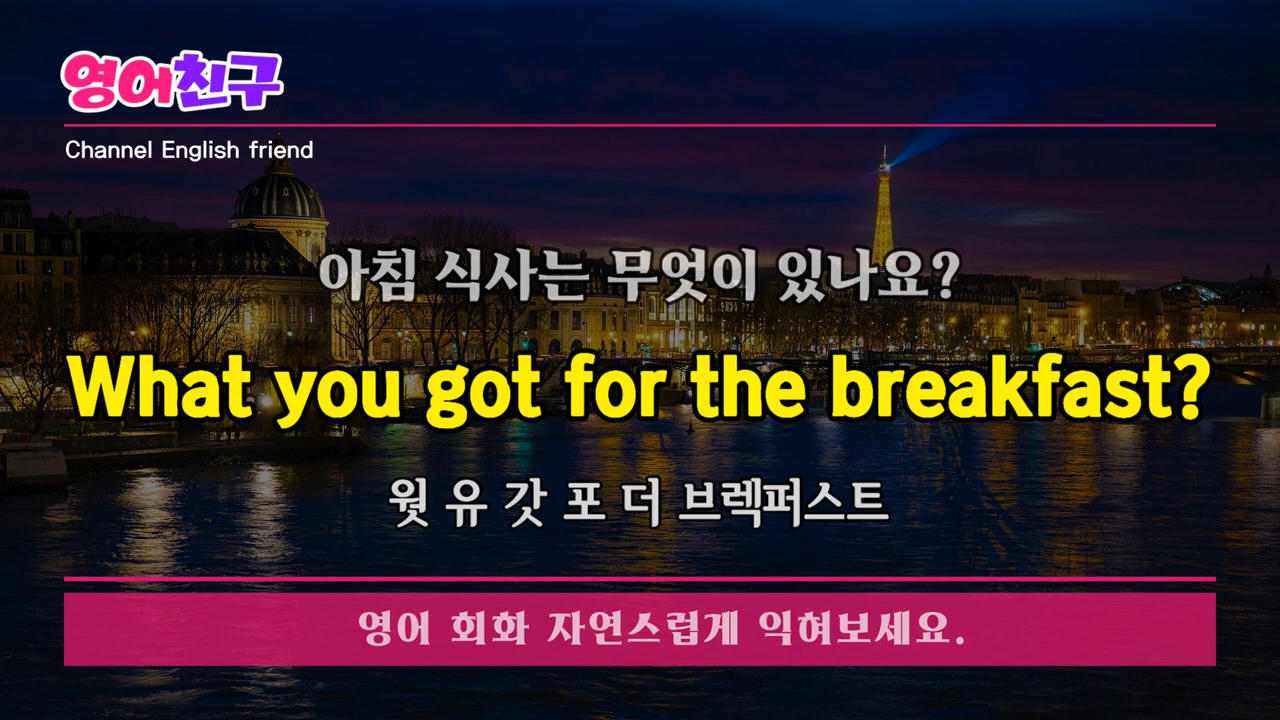 영어친구
Channel English friend
아침 식사는 무엇이 있나요?
What you got for the breakfast?
웟 유 갓 포 더 브렉퍼스트
영어 회화 자연스럽게 익혀보세요.